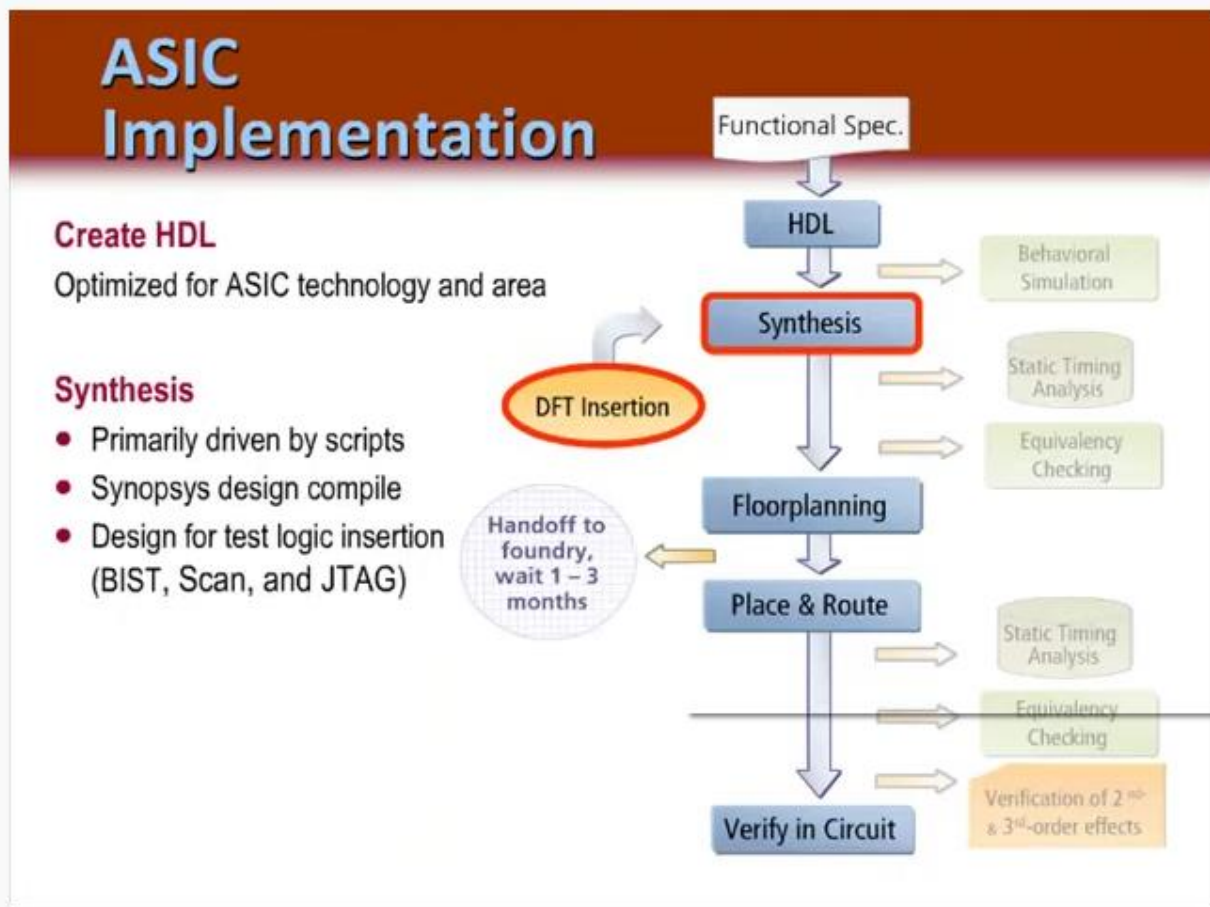 ASIC
Implementation
Functional Spec.
HDL
Create HDL
Optimized for ASIC technology and area
Behavioral
Simulation
Synthesis
Static Timing
Analysis
Synthesis
DFT Insertion
● Primarily driven by scripts
Equivalency
Checking
● Synopsys design compile
● Design for test logic insertion
(BIST, Scan, and JTAG)
Floorplanning
Handoff to
foundry,
wait 1 – 3
months
Place & Route
Static Timing
Analysis
Equivalency
Checking
Verify in Circuit
Verification of 2nd-
& 3rd-order effects